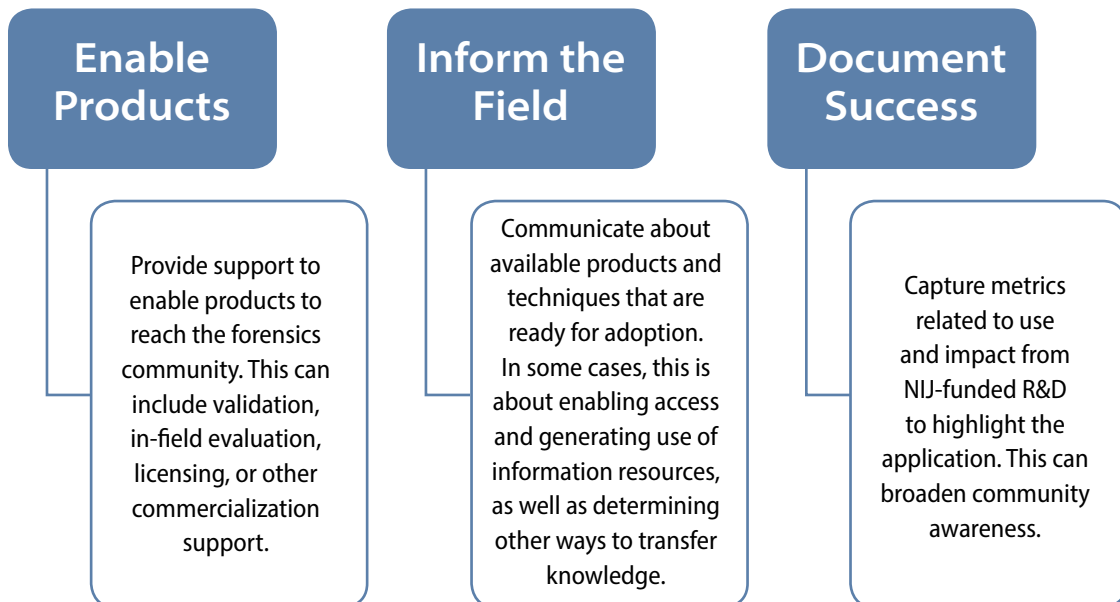 Enable
Products
Provide support to
enable products to
reach the forensics
community. This can
include validation,
in-field evaluation,
licensing, or other
commercialization
support.
Inform the
Field
Communicate about
available products and
techniques that are
ready for adoption.
In some cases, this is
about enabling access
and generating use of
information resources,
as well as determining
other ways to transfer
knowledge.
Document
Success
Capture metrics
related to use
and impact from
NIJ-funded R&D
to highlight the
application. This can
broaden community
awareness.